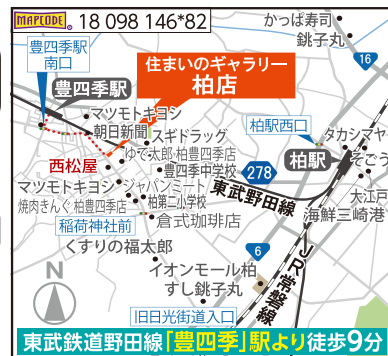 MAPCODE 18 098 146*82
かっぱ寿司
銚子丸
16
豊四季駅
南口
住まいのギャラリー
柏店
豊四季駅
マツモトキヨシ
朝日新聞
スギドラッグ
柏駅西口
タカシマヤ
西松屋
ゆで太郎・柏豊四季店
豊四季中学校
278
柏駅
そごう
マツモトキヨシ
ジャパンミート
東武野田線
大江戸
焼肉きんぐ・柏豊四季店
柏第二小学校
海鮮三崎港
稲荷神社前
倉式珈琲店
くすりの福太郎
6
JR常磐線
N
イオンモール柏
すし銚子丸
旧日光街道入口
東武鉄道野田線「豊四季」駅より徒歩9分